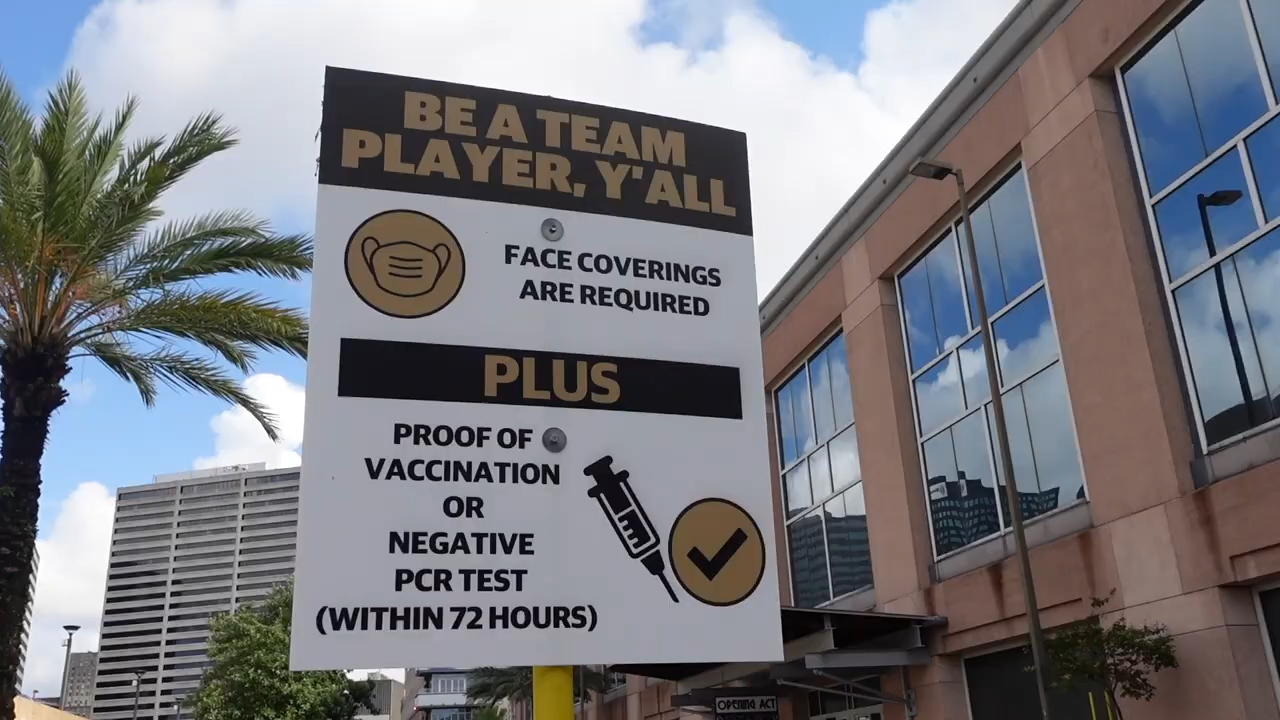 BE A TEAM
PLAYER, Y'ALL
FACE COVERINGS
ARE REQUIRED
PLUS
PROOF OF
VACCINATION
OR
NEGATIVE
PCR TEST
(WITHIN 72 HOURS)
OPENING ACT